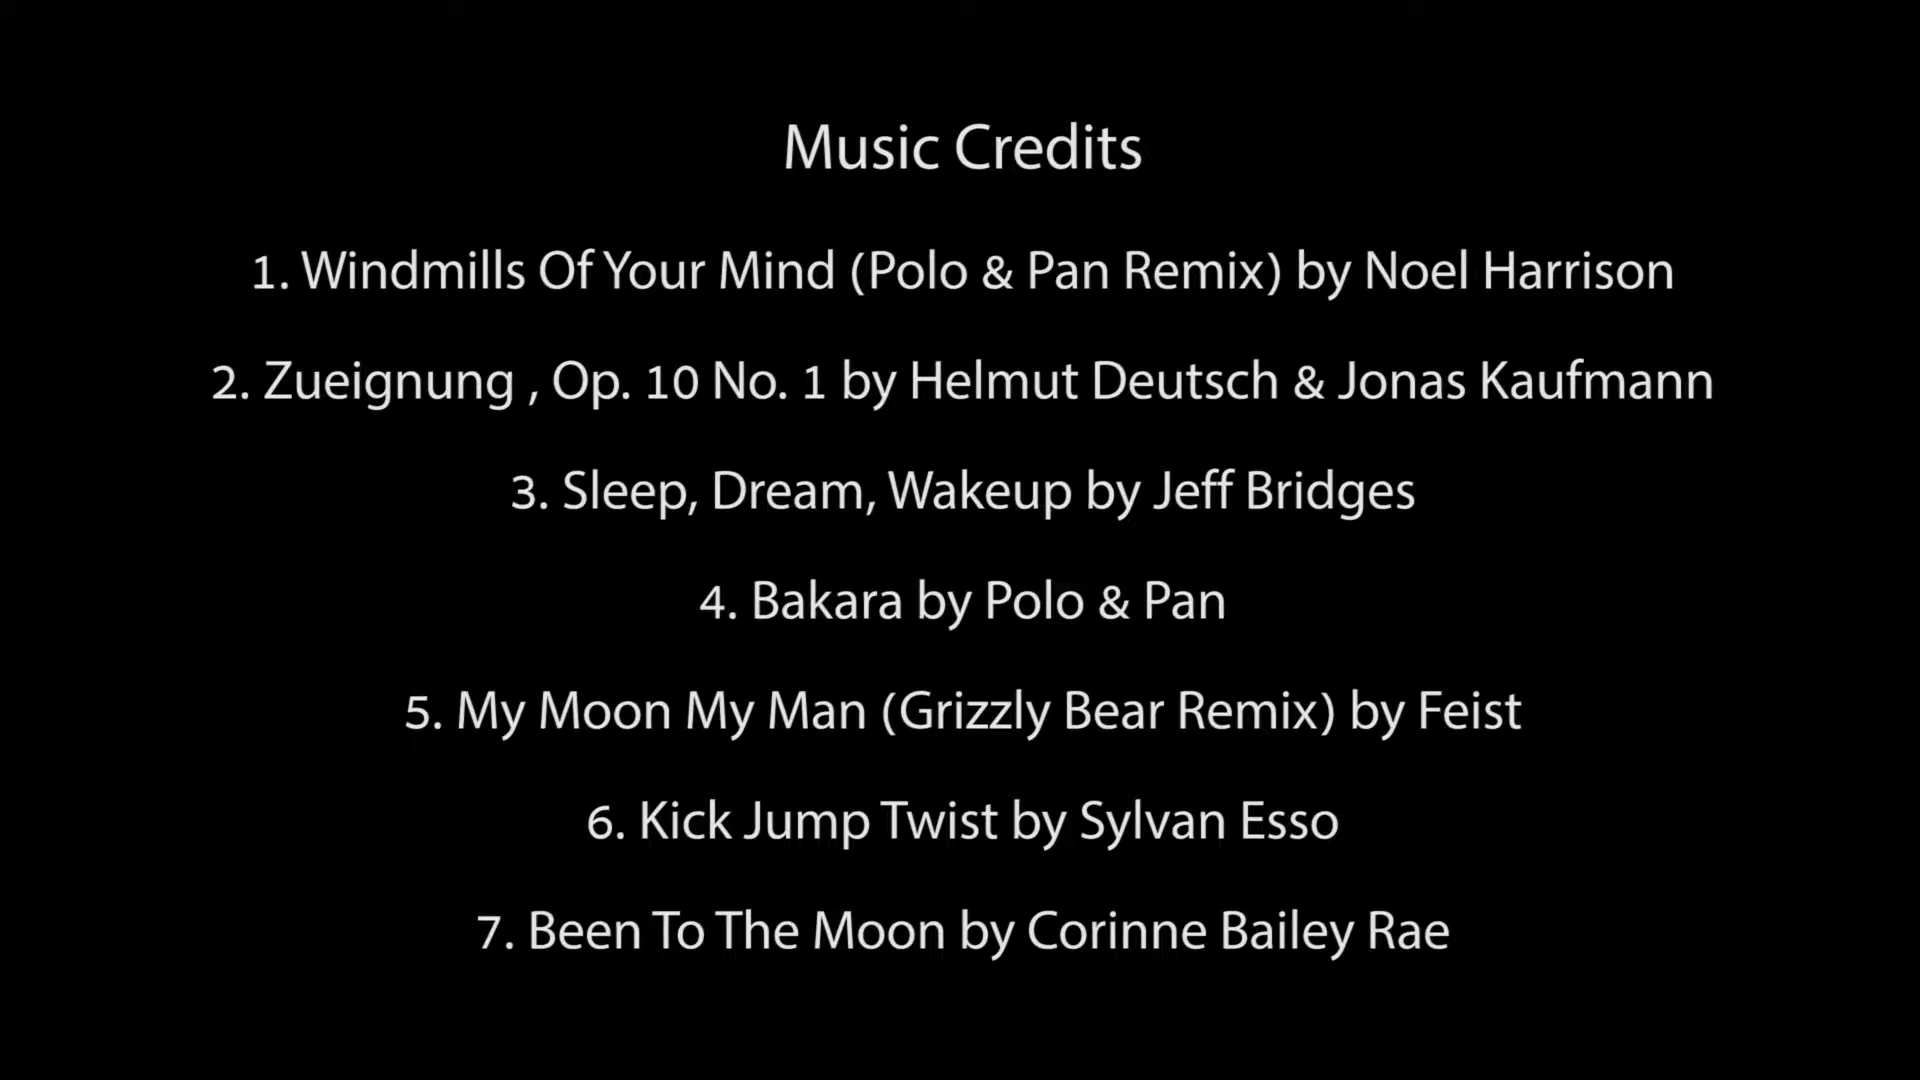 Music Credits
1. Windmills Of Your Mind (Polo & Pan Remix) by Noel Harrison
2. Zueignung , Op. 10 No. 1 by Helmut Deutsch & Jonas Kaufmann
3. Sleep, Dream, Wakeup by Jeff Bridges
4. Bakara by Polo & Pan
5. My Moon My Man (Grizzly Bear Remix) by Feist
6. Kick Jump Twist by Sylvan Esso
7. Been To The Moon by Corinne Bailey Rae